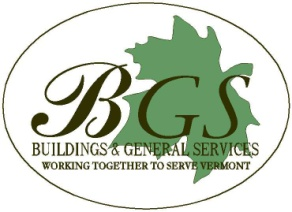 BGS
BUILDINGS & GENERAL SERVICES
WORKING TOGETHER TO SERVE VERMONT